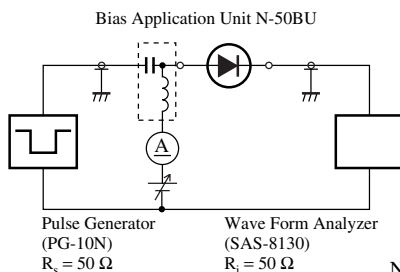 Bias Application Unit N-50BU
A
Pulse Generator
(PG-10N)
Rs = 50 Ω
Wave Form Analyzer
(SAS-8130)
Ri = 50 Ω
N